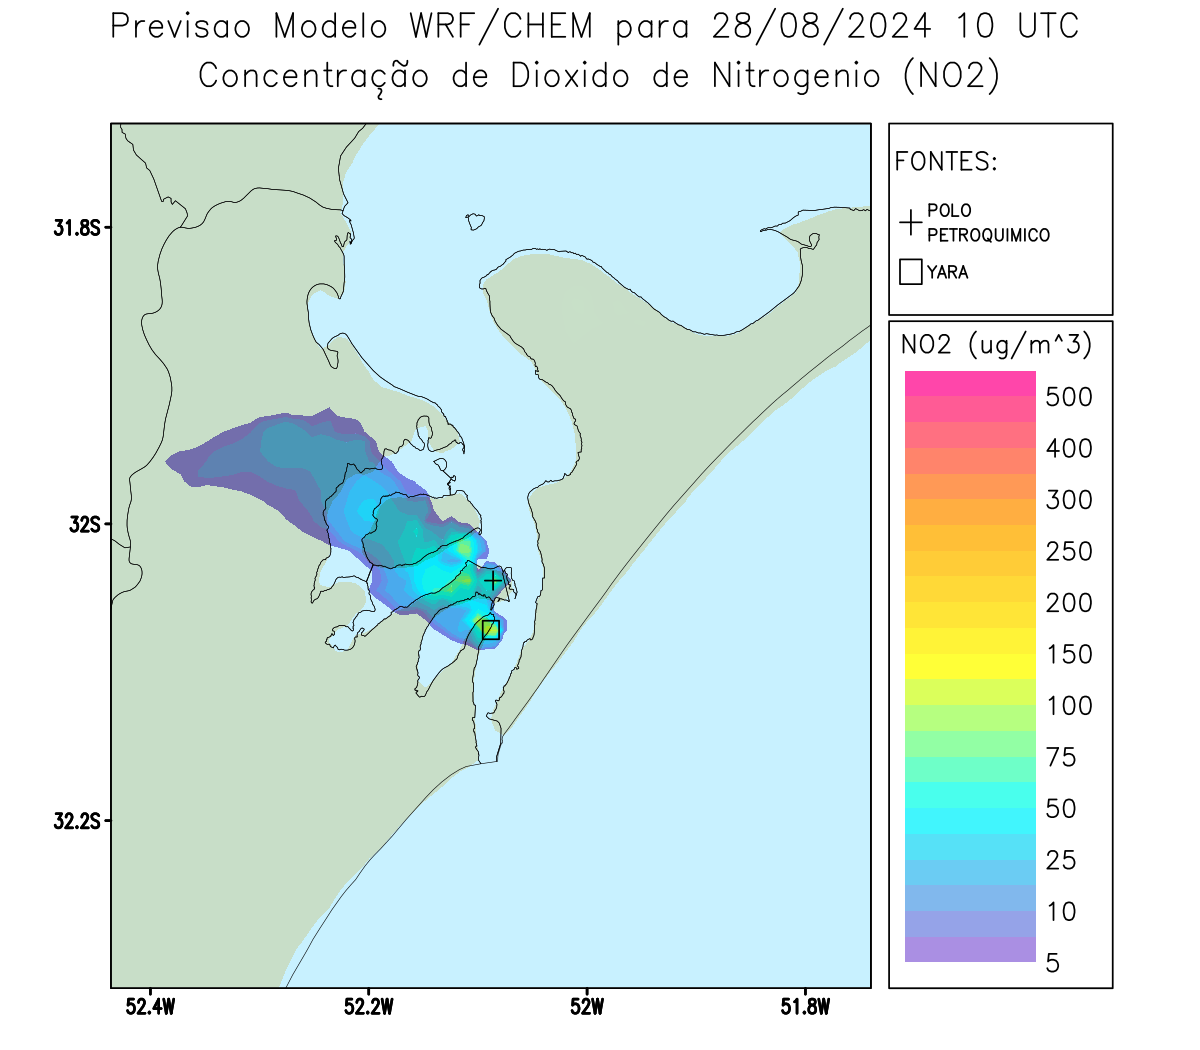 Previsao Modelo WRF/CHEM para 28/08/2024 10 UTC
Concentração de Dioxido de Nitrogenio (NO2)
FONTES:
POLO
PETROQUIMICO
YARA
NO2 (ug/m^3)
500
400
300
250
200
150
100
75
50
25
10
5
31.8S
32S
32.2S
52.4W
52.2W
52W
51.8W